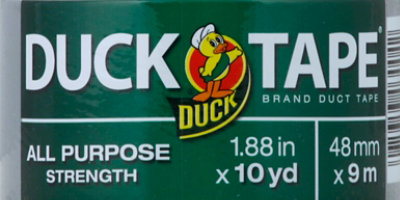 DUCK TAPE®
BRAND DUCT TAPE
DUCK
ALL PURPOSE
STRENGTH
1.88 in
x 10 yd
48 mm
x 9 m